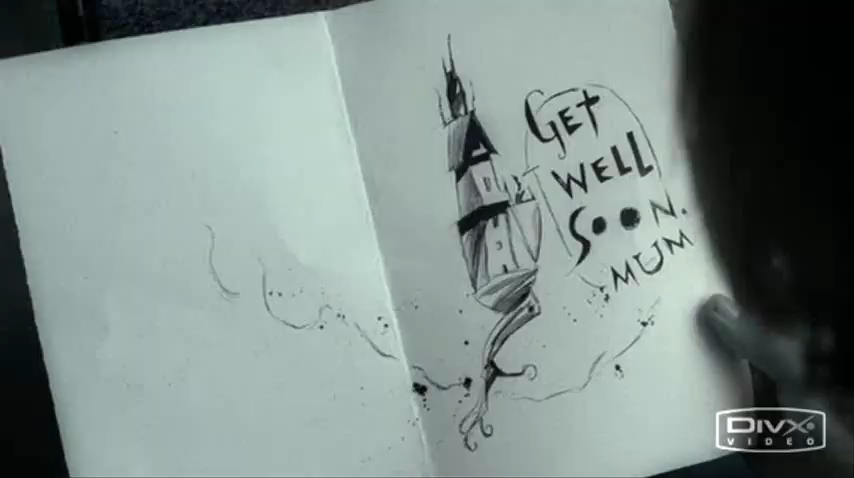 GET
WELL
SOON.
MUM
DIVX
VIDEO